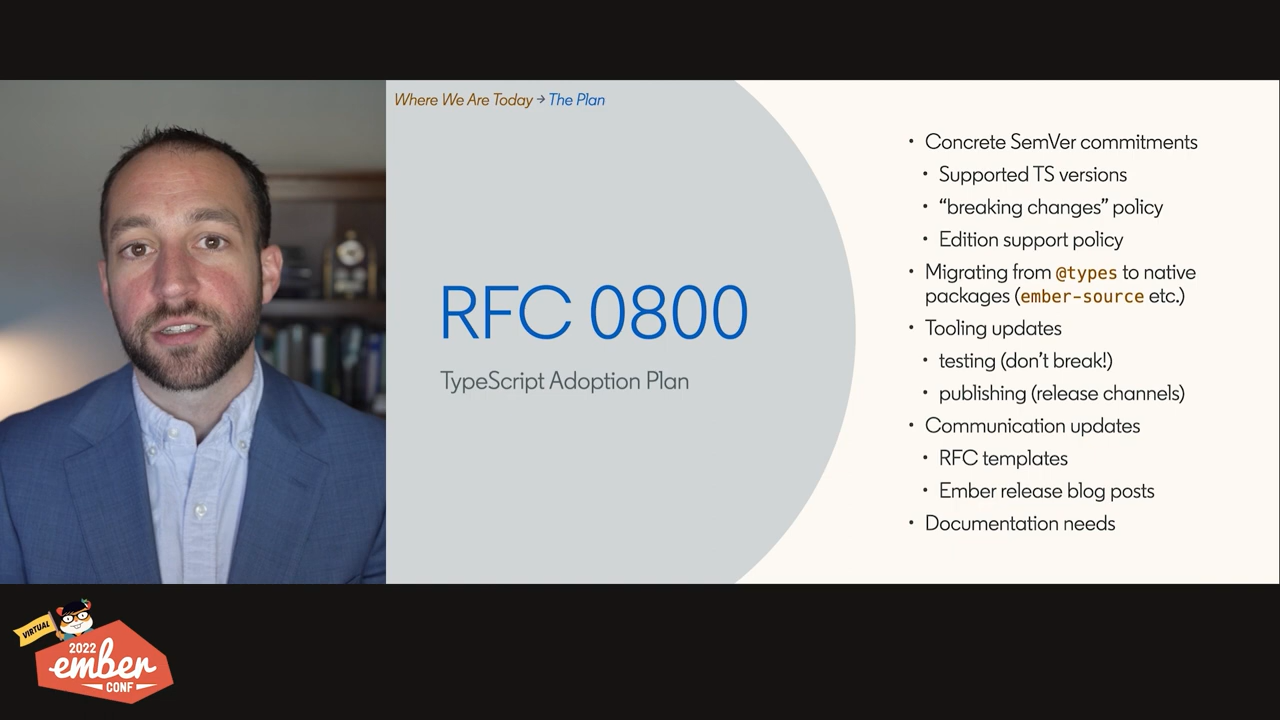 Where We Are Today → The Plan
RFC 0800
TypeScript Adoption Plan
• Concrete SemVer commitments
• Supported TS versions
• “breaking changes” policy
• Edition support policy
• Migrating from @types to native
packages (ember-source etc.)
• Tooling updates
• testing (don’t break!)
• publishing (release channels)
• Communication updates
• RFC templates
• Ember release blog posts
• Documentation needs
VIRTUAL
2022
ember
CONF